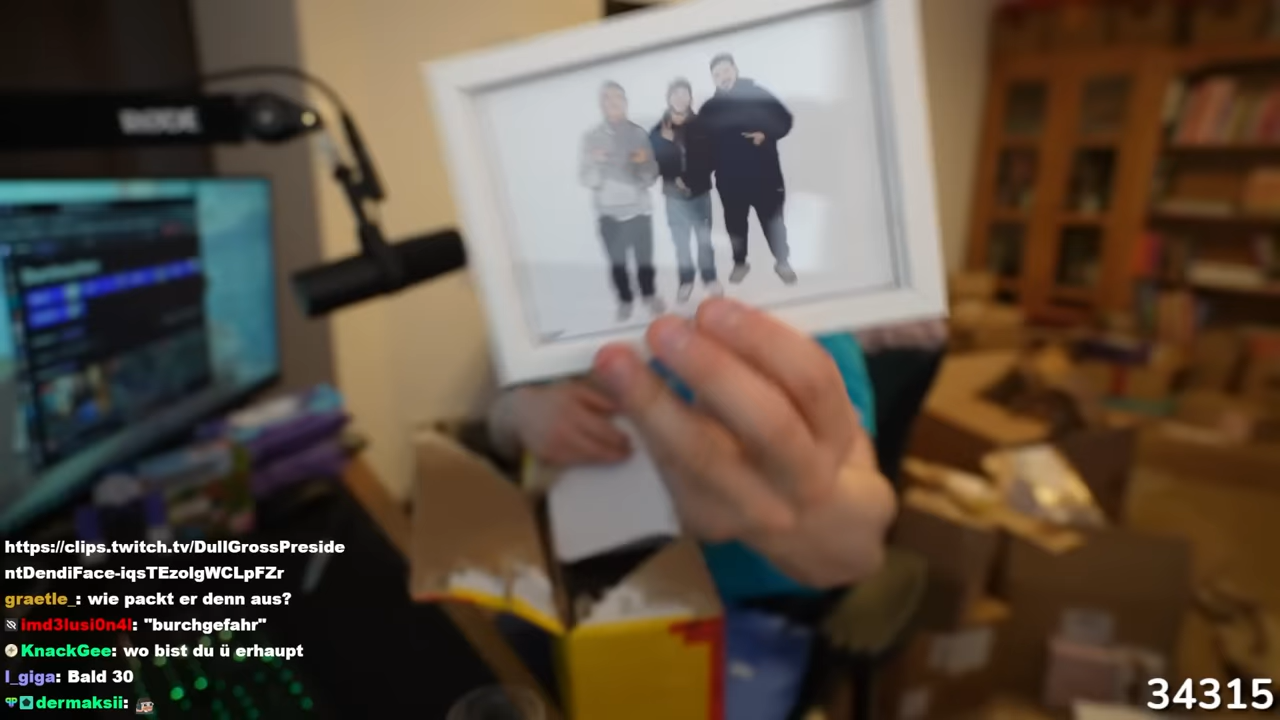 RODE
https://clips.twitch.tv/DullGrossPreside
ntDendiFace-iqsTEzolgWCLpFZr
graetle_: wie packt er denn aus?
imd3lusi0n4l: "burchgefahr"
KnackGee: wo bist du ü erhaupt
l_giga: Bald 30
dermaksii:
34315